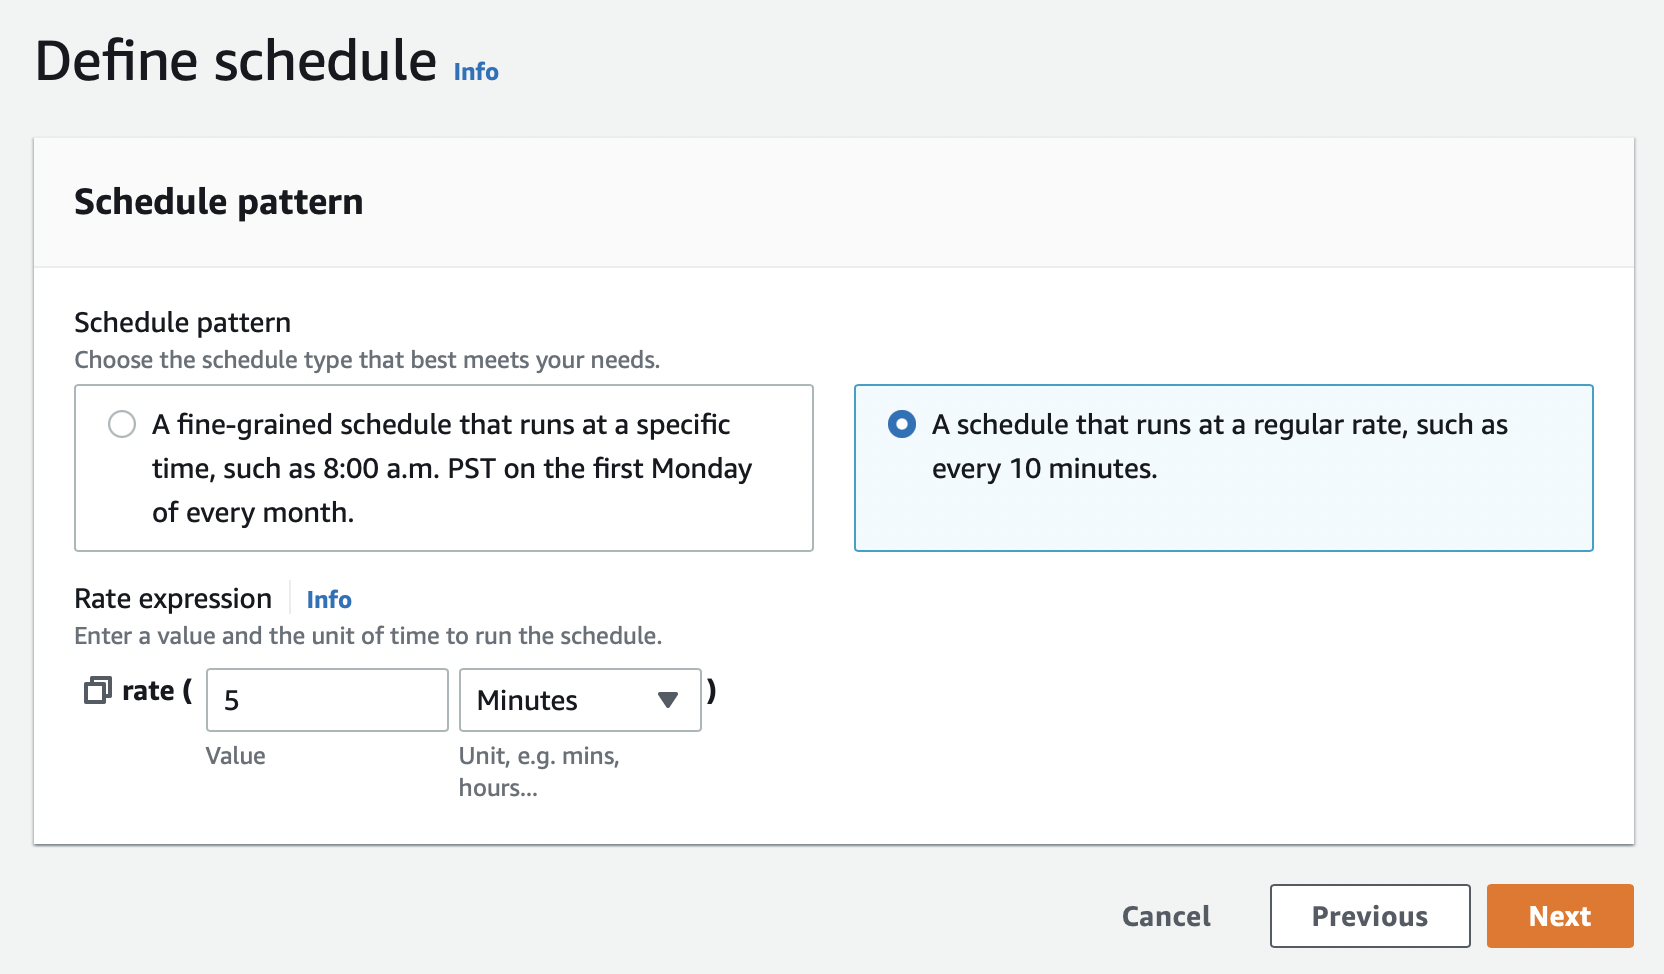 Define schedule Info
Schedule pattern
Schedule pattern
Choose the schedule type that best meets your needs.
A fine-grained schedule that runs at a specific
time, such as 8:00 a.m. PST on the first Monday
of every month.
A schedule that runs at a regular rate, such as
every 10 minutes.
Rate expression Info
Enter a value and the unit of time to run the schedule.
rate ( 5 Minutes )
Value
Unit, e.g. mins,
hours...
Cancel Previous Next